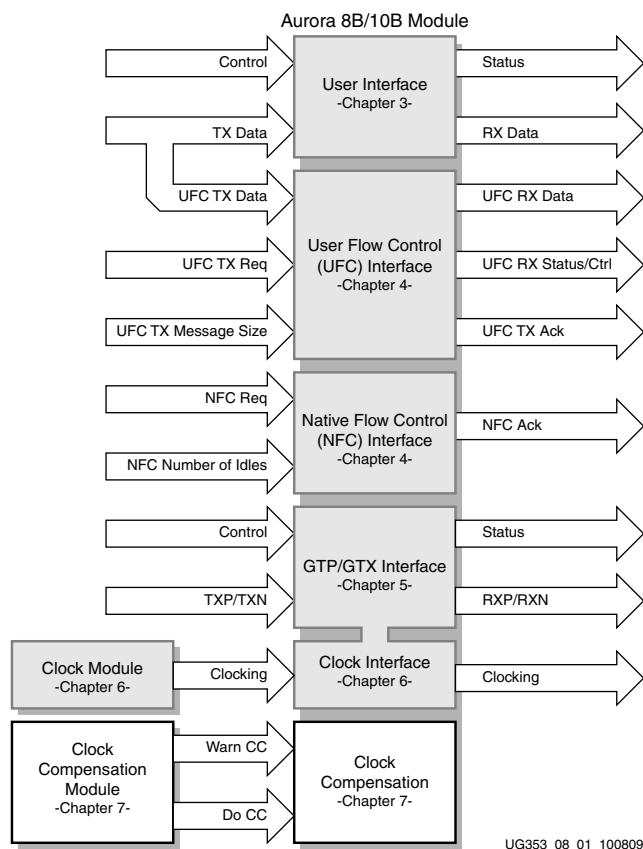 Aurora 8B/10B Module
Control
User Interface
-Chapter 3-
Status
TX Data
RX Data
UFC TX Data
User Flow Control
(UFC) Interface
-Chapter 4-
UFC RX Data
UFC TX Req
UFC RX Status/Ctrl
UFC TX Message Size
UFC TX Ack
NFC Req
Native Flow Control
(NFC) Interface
-Chapter 4-
NFC Ack
NFC Number of Idles
Control
GTP/GTX Interface
-Chapter 5-
Status
TXP/TXN
RXP/RXN
Clock Module
-Chapter 6-
Clocking
Clock Interface
-Chapter 6-
Clocking
Clock
Compensation
Module
-Chapter 7-
Warn CC
Do CC
Clock
Compensation
-Chapter 7-
UG353_08_01_100809